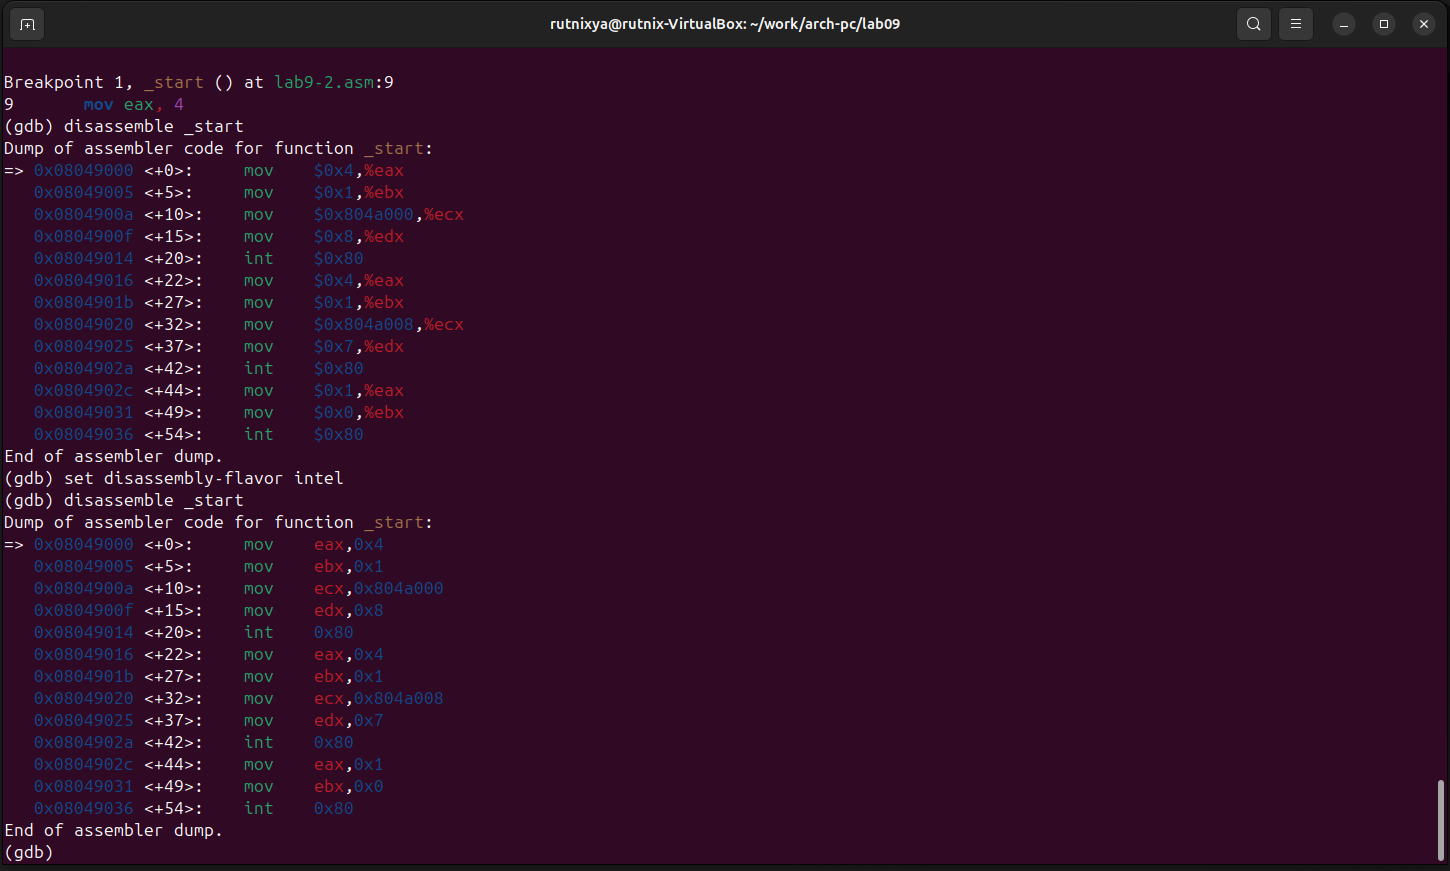 rutnixya@rutnix-VirtualBox: ~/work/arch-pc/lab09
Breakpoint 1, _start () at lab9-2.asm:9
9       mov eax, 4
(gdb) disassemble _start
Dump of assembler code for function _start:
=> 0x08049000 <+0>:     mov    $0x4,%eax
   0x08049005 <+5>:     mov    $0x1,%ebx
   0x0804900a <+10>:    mov    $0x804a000,%ecx
   0x0804900f <+15>:    mov    $0x8,%edx
   0x08049014 <+20>:    int    $0x80
   0x08049016 <+22>:    mov    $0x4,%eax
   0x0804901b <+27>:    mov    $0x1,%ebx
   0x08049020 <+32>:    mov    $0x804a008,%ecx
   0x08049025 <+37>:    mov    $0x7,%edx
   0x0804902a <+42>:    int    $0x80
   0x0804902c <+44>:    mov    $0x1,%eax
   0x08049031 <+49>:    mov    $0x0,%ebx
   0x08049036 <+54>:    int    $0x80
End of assembler dump.
(gdb) set disassembly-flavor intel
(gdb) disassemble _start
Dump of assembler code for function _start:
=> 0x08049000 <+0>:     mov    eax,0x4
   0x08049005 <+5>:     mov    ebx,0x1
   0x0804900a <+10>:    mov    ecx,0x804a000
   0x0804900f <+15>:    mov    edx,0x8
   0x08049014 <+20>:    int    0x80
   0x08049016 <+22>:    mov    eax,0x4
   0x0804901b <+27>:    mov    ebx,0x1
   0x08049020 <+32>:    mov    ecx,0x804a008
   0x08049025 <+37>:    mov    edx,0x7
   0x0804902a <+42>:    int    0x80
   0x0804902c <+44>:    mov    eax,0x1
   0x08049031 <+49>:    mov    ebx,0x0
   0x08049036 <+54>:    int    0x80
End of assembler dump.
(gdb)